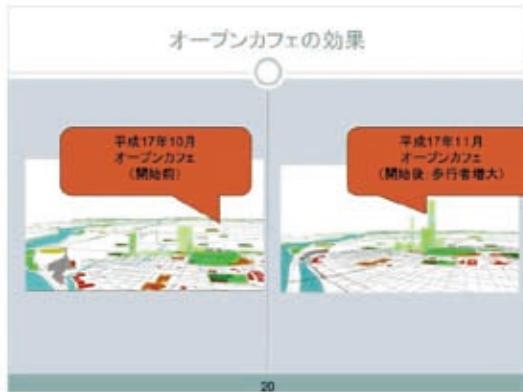 オープンカフェの効果
平成17年10月
オープンカフェ
(開始前)
平成17年11月
オープンカフェ
(開始後:歩行者増大)
20